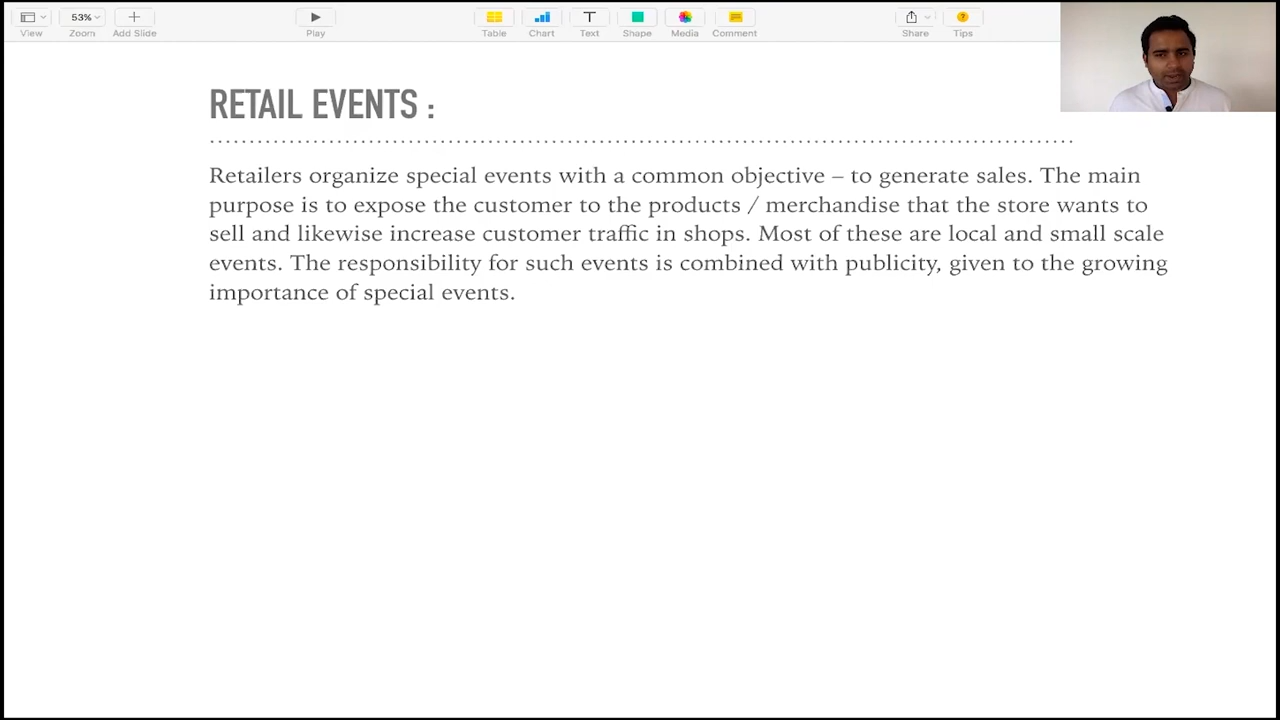 53%
View Zoom Add Slide Play Table Chart Text Shape Media Comment Share Tips
RETAIL EVENTS :
Retailers organize special events with a common objective – to generate sales. The main
purpose is to expose the customer to the products / merchandise that the store wants to
sell and likewise increase customer traffic in shops. Most of these are local and small scale
events. The responsibility for such events is combined with publicity, given to the growing
importance of special events.